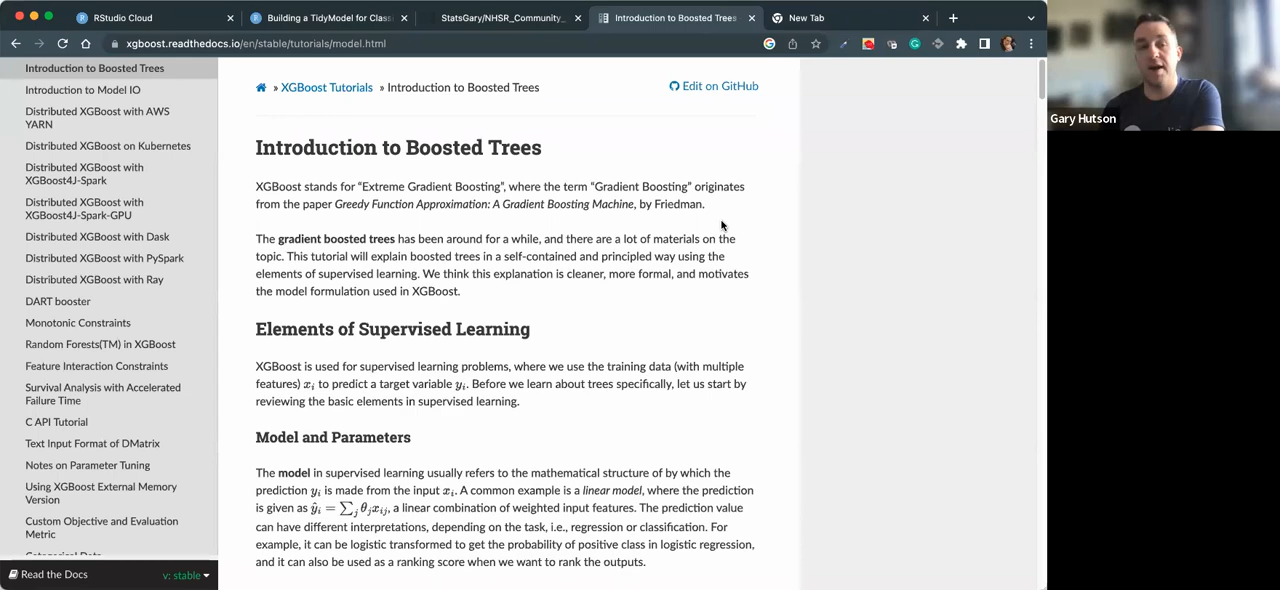 RStudio Cloud
Building a TidyModel for Classi
StatsGary/NHSR_Community_
Introduction to Boosted Trees
New Tab
xgboost.readthedocs.io/en/stable/tutorials/model.html
Gary Hutson
Introduction to Boosted Trees
Introduction to Model IO
Distributed XGBoost with AWS
YARN
Distributed XGBoost on Kubernetes
Distributed XGBoost with
XGBoost4J-Spark
Distributed XGBoost with
XGBoost4J-Spark-GPU
Distributed XGBoost with Dask
Distributed XGBoost with PySpark
Distributed XGBoost with Ray
DART booster
Monotonic Constraints
Random Forests(TM) in XGBoost
Feature Interaction Constraints
Survival Analysis with Accelerated
Failure Time
C API Tutorial
Text Input Format of DMatrix
Notes on Parameter Tuning
Using XGBoost External Memory
Version
Custom Objective and Evaluation
Metric
Categorical Data
Read the Docs
v: stable
» XGBoost Tutorials » Introduction to Boosted Trees
Edit on GitHub
Introduction to Boosted Trees
XGBoost stands for “Extreme Gradient Boosting”, where the term “Gradient Boosting” originates
from the paper Greedy Function Approximation: A Gradient Boosting Machine, by Friedman.
The gradient boosted trees has been around for a while, and there are a lot of materials on the
topic. This tutorial will explain boosted trees in a self-contained and principled way using the
elements of supervised learning. We think this explanation is cleaner, more formal, and motivates
the model formulation used in XGBoost.
Elements of Supervised Learning
XGBoost is used for supervised learning problems, where we use the training data (with multiple
features) xᵢ to predict a target variable yᵢ. Before we learn about trees specifically, let us start by
reviewing the basic elements in supervised learning.
Model and Parameters
The model in supervised learning usually refers to the mathematical structure of by which the
prediction yᵢ is made from the input xᵢ. A common example is a linear model, where the prediction
is given as ŷᵢ = ∑ⱼ θⱼxᵢⱼ, a linear combination of weighted input features. The prediction value
can have different interpretations, depending on the task, i.e., regression or classification. For
example, it can be logistic transformed to get the probability of positive class in logistic regression,
and it can also be used as a ranking score when we want to rank the outputs.